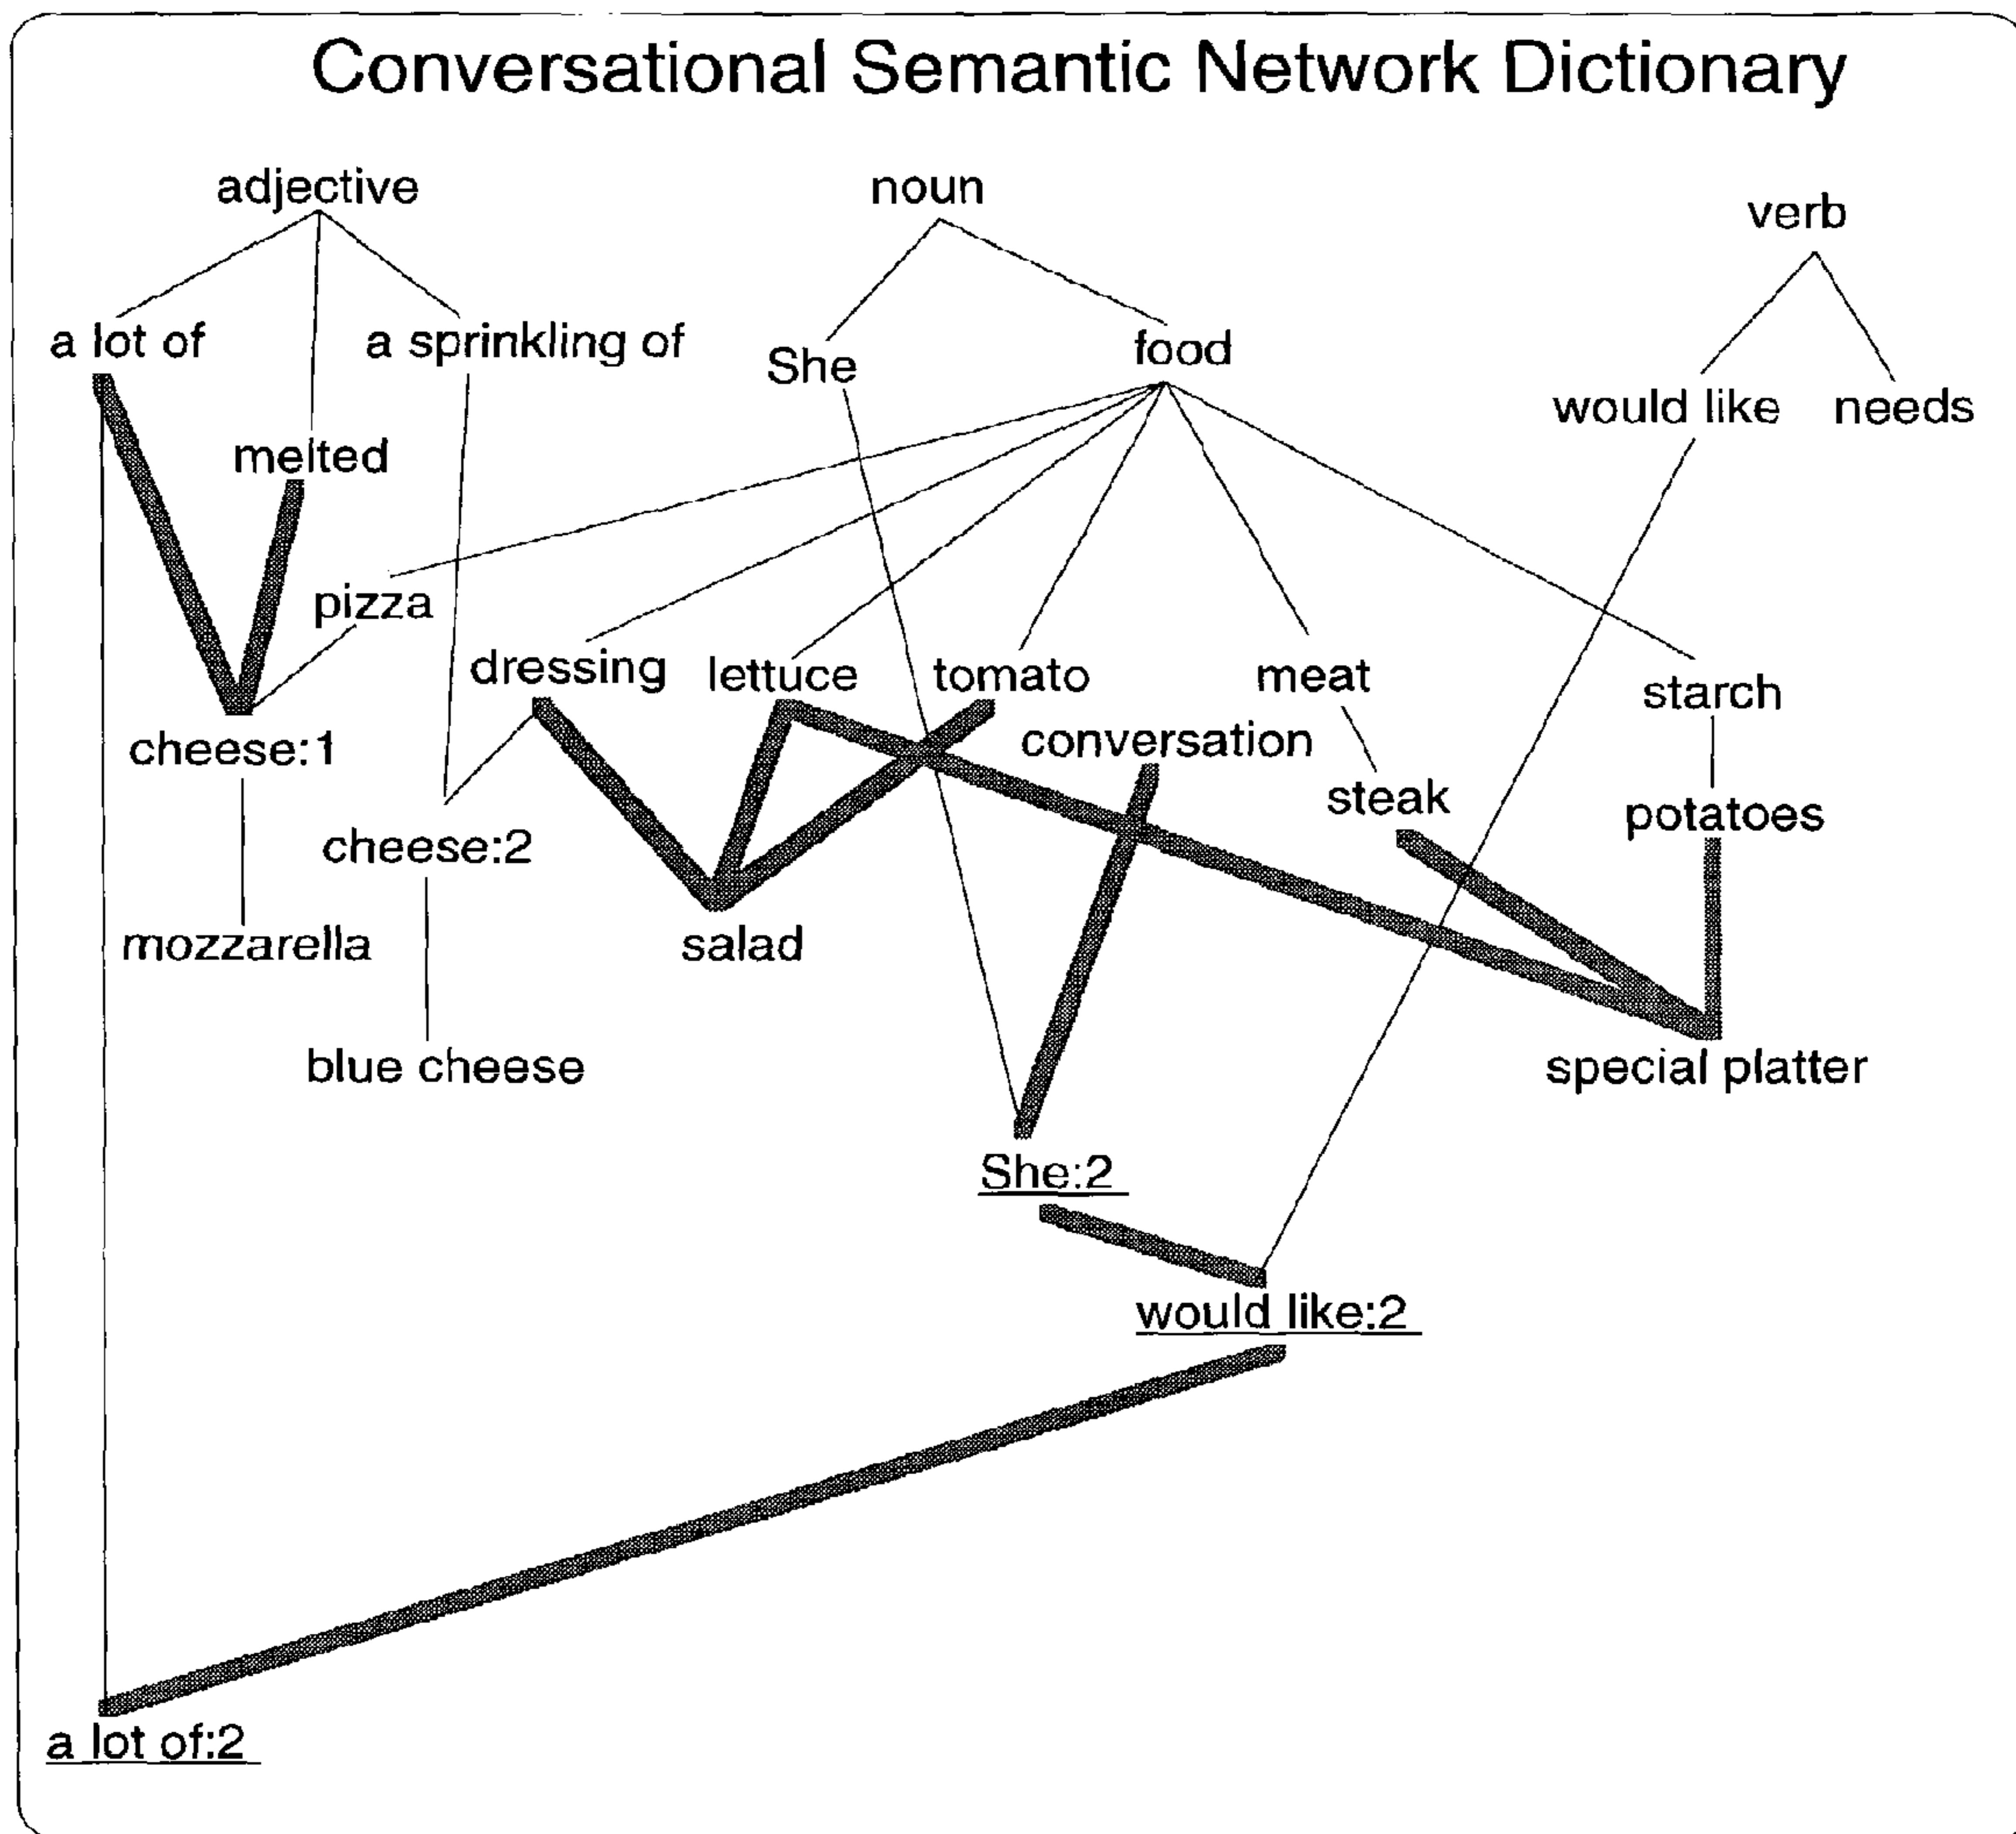 Conversational Semantic Network Dictionary
adjective
noun
verb
a lot of
a sprinkling of
She
food
would like
needs
melted
pizza
dressing
lettuce
tomato
meat
starch
cheese:1
conversation
steak
potatoes
cheese:2
mozzarella
salad
blue cheese
special platter
She:2
would like:2
a lot of:2